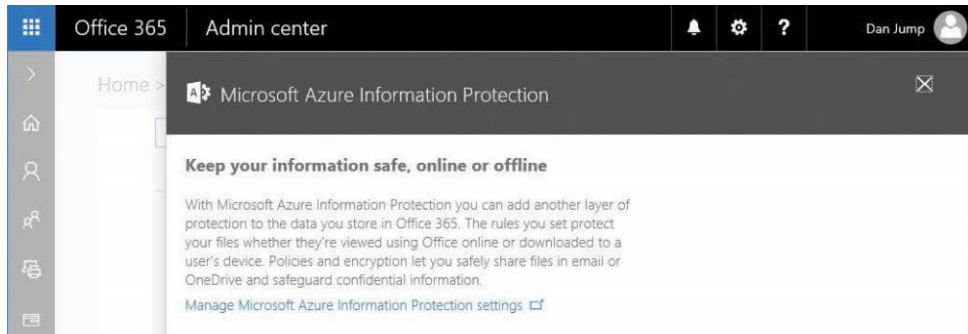 Office 365 Admin center ? Dan Jump
Home >
Microsoft Azure Information Protection
Keep your information safe, online or offline
With Microsoft Azure Information Protection you can add another layer of
protection to the data you store in Office 365. The rules you set protect
your files whether they're viewed using Office online or downloaded to a
user's device. Policies and encryption let you safely share files in email or
OneDrive and safeguard confidential information.
Manage Microsoft Azure Information Protection settings